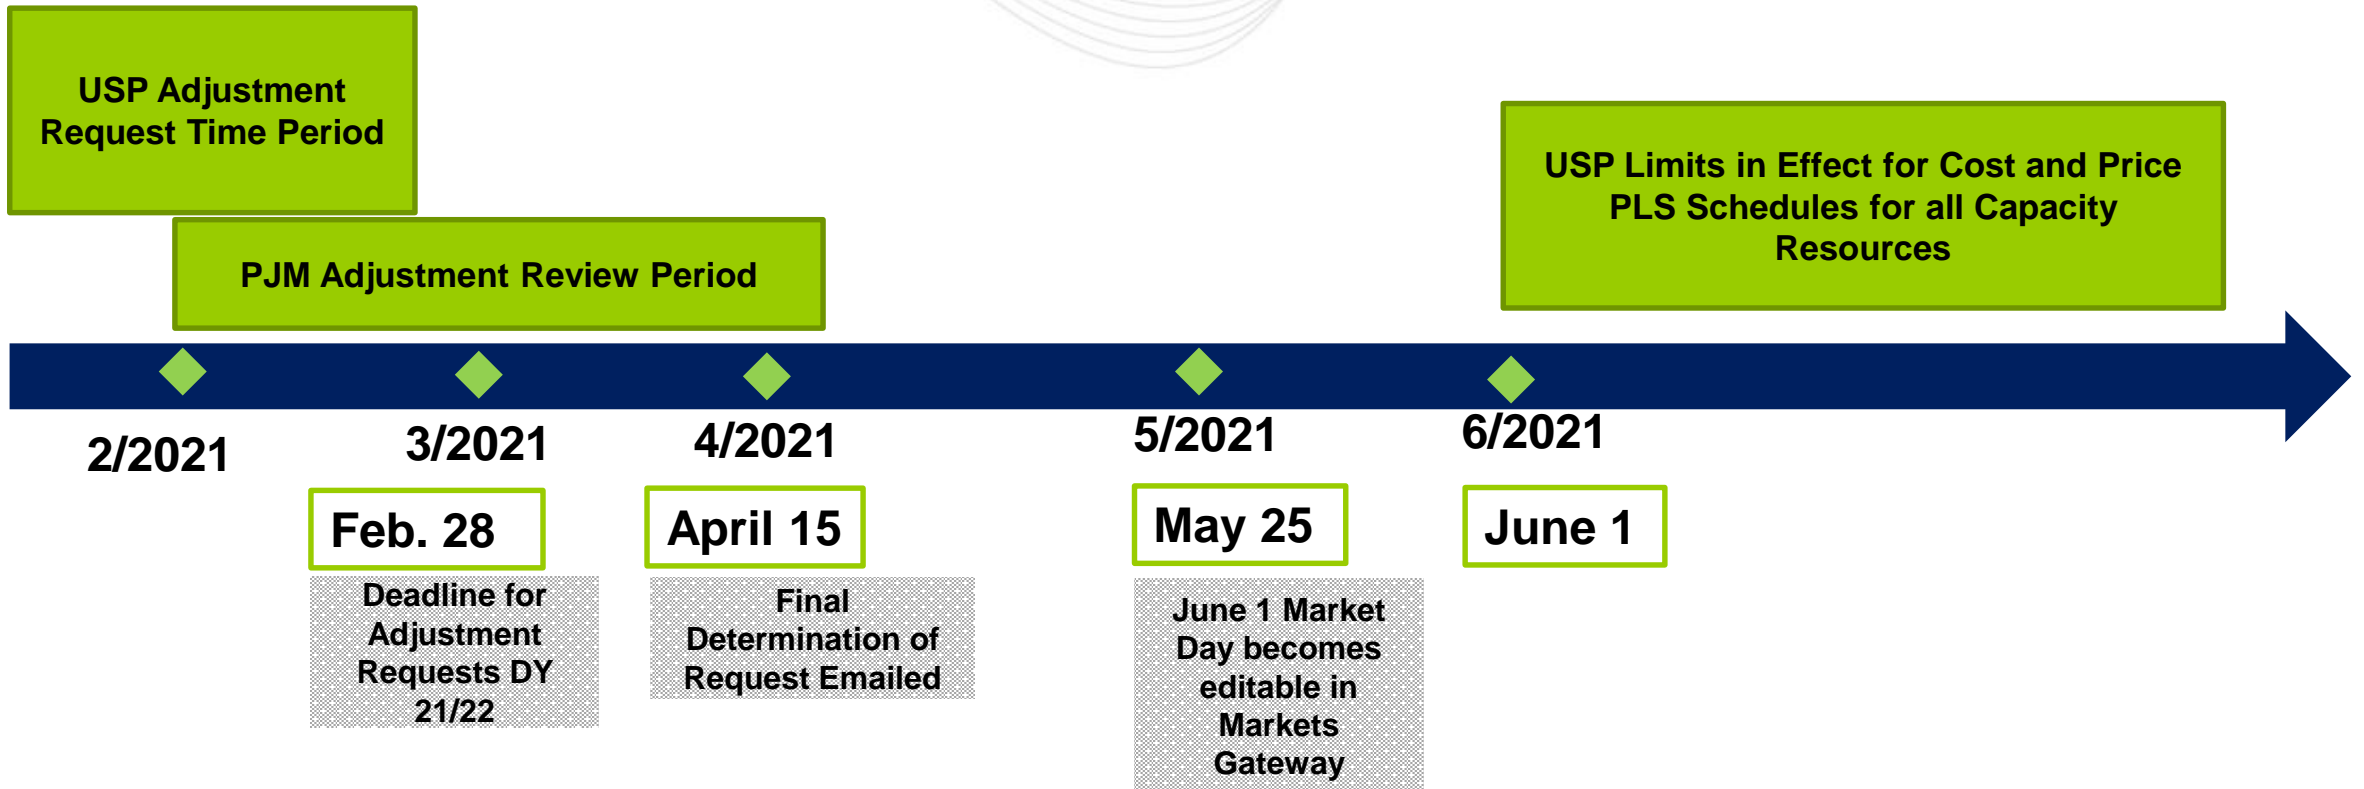 USP Adjustment
Request Time Period
PJM Adjustment Review Period
USP Limits in Effect for Cost and Price
PLS Schedules for all Capacity
Resources
2/2021
3/2021
4/2021
5/2021
6/2021
Feb. 28
April 15
May 25
June 1
Deadline for
Adjustment
Requests DY
21/22
Final
Determination of
Request Emailed
June 1 Market
Day becomes
editable in
Markets
Gateway